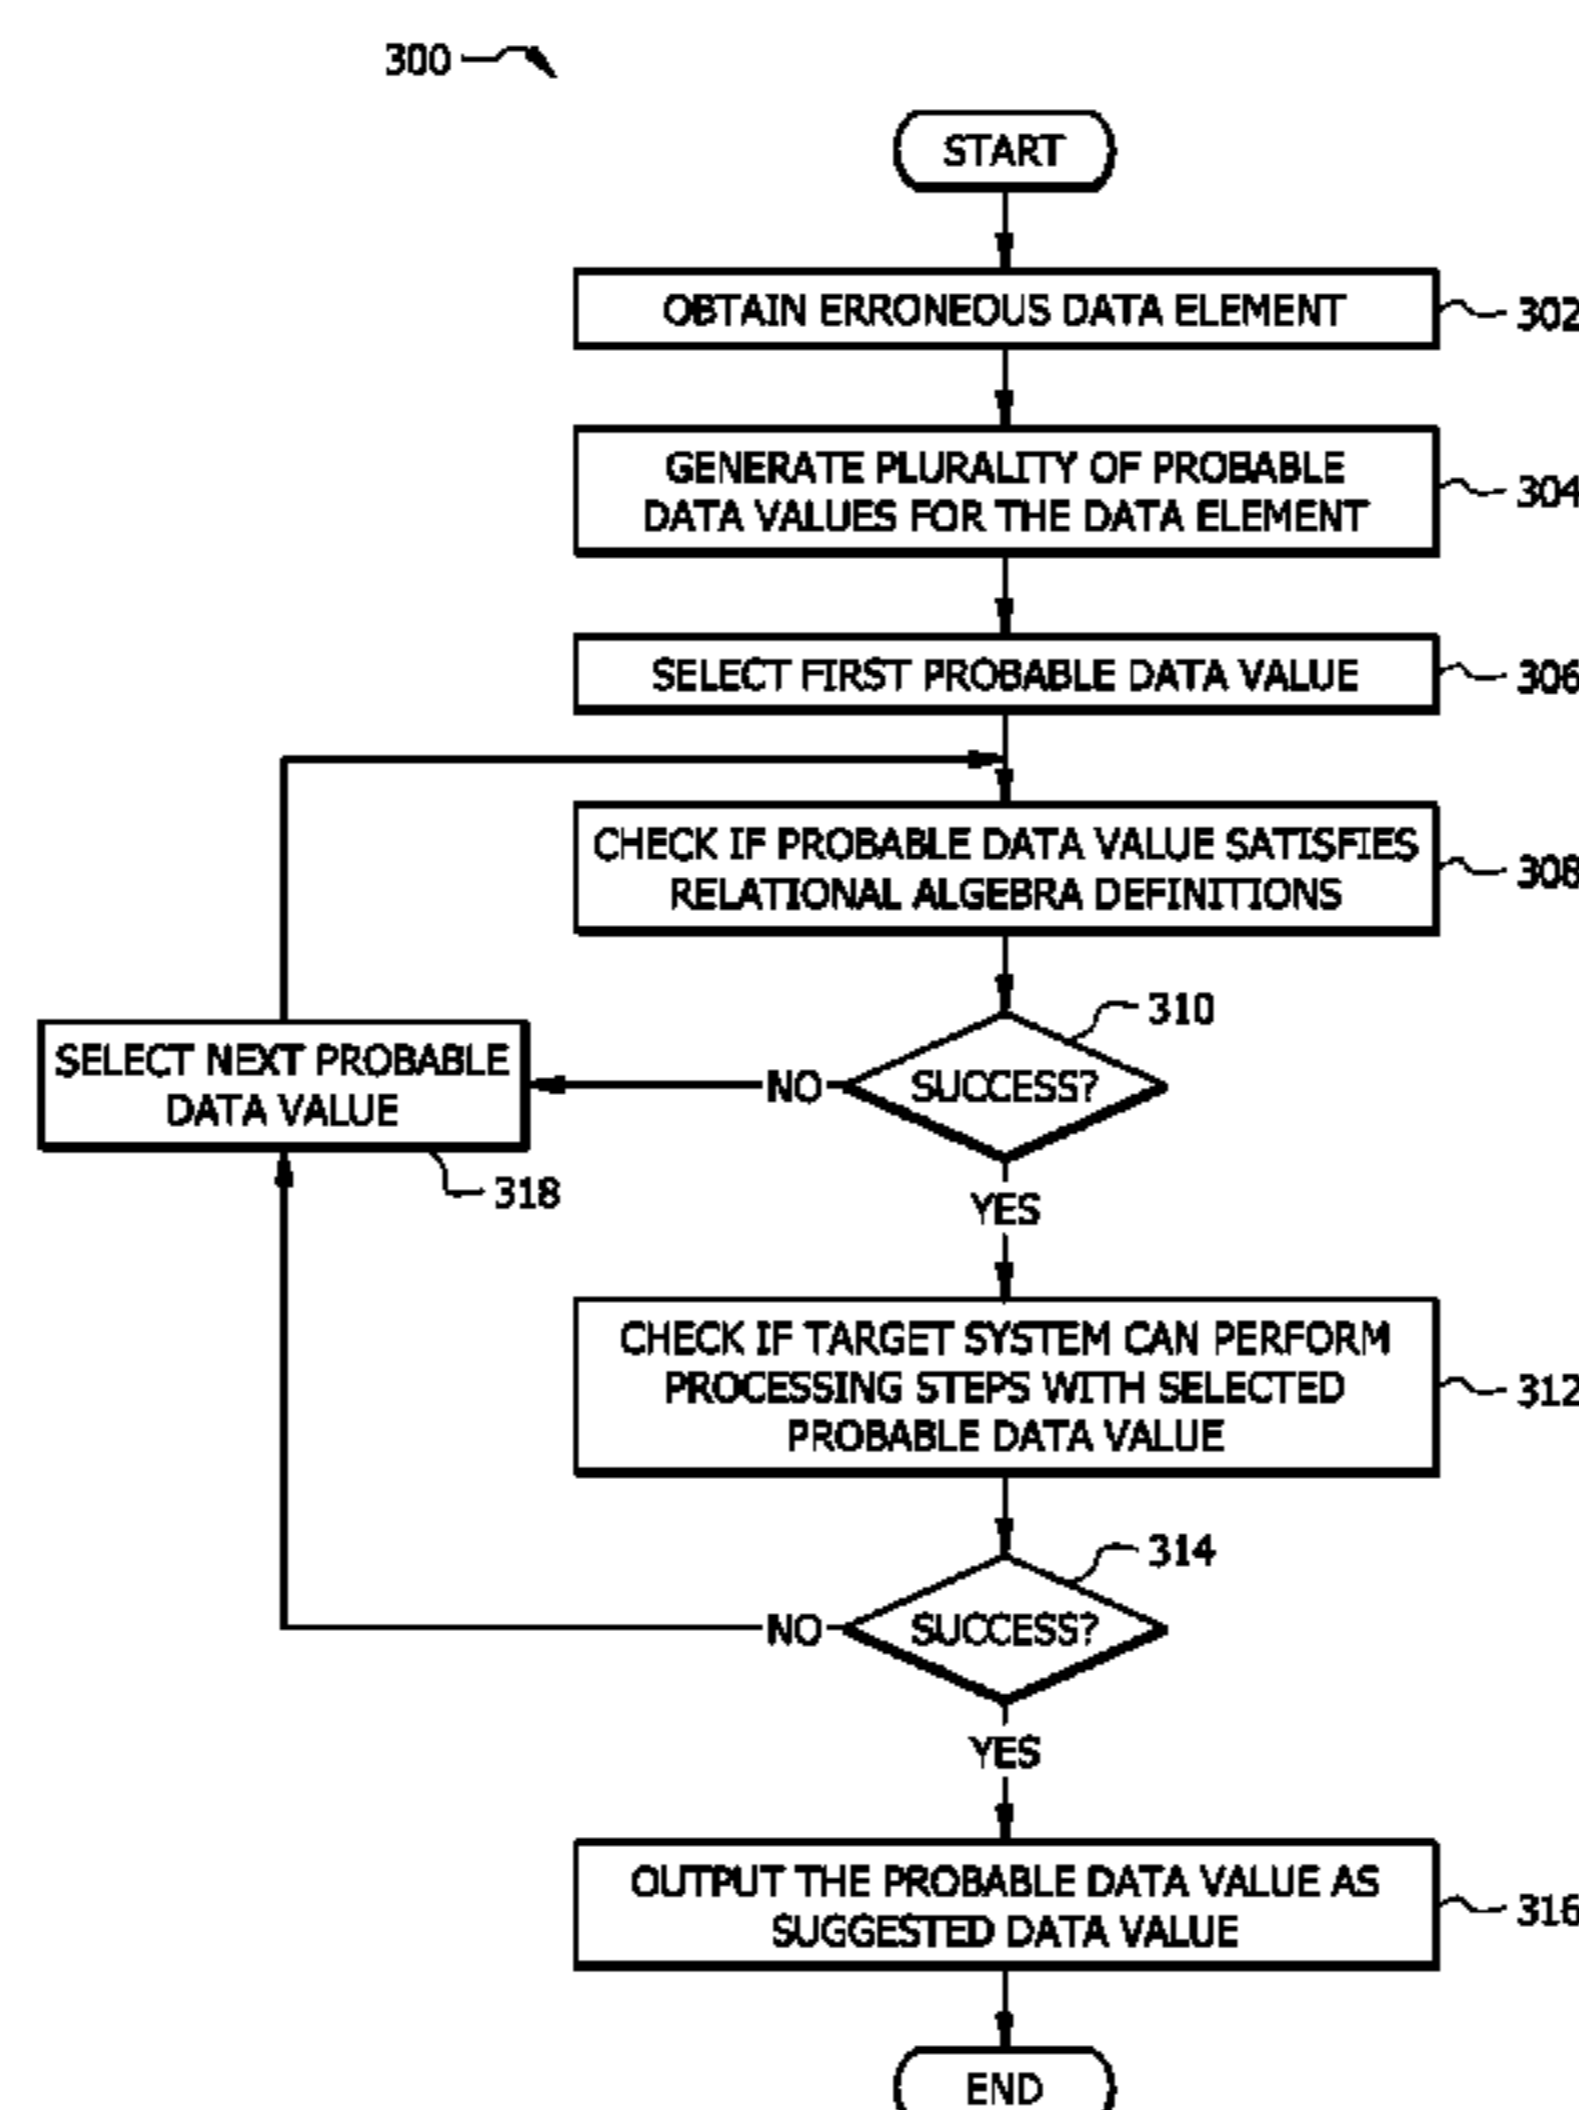 300
START
OBTAIN ERRONEOUS DATA ELEMENT
302
GENERATE PLURALITY OF PROBABLE
DATA VALUES FOR THE DATA ELEMENT
304
SELECT FIRST PROBABLE DATA VALUE
306
CHECK IF PROBABLE DATA VALUE SATISFIES
RELATIONAL ALGEBRA DEFINITIONS
308
310
SUCCESS?
NO
SELECT NEXT PROBABLE
DATA VALUE
318
YES
CHECK IF TARGET SYSTEM CAN PERFORM
PROCESSING STEPS WITH SELECTED
PROBABLE DATA VALUE
312
314
SUCCESS?
NO
YES
OUTPUT THE PROBABLE DATA VALUE AS
SUGGESTED DATA VALUE
316
END